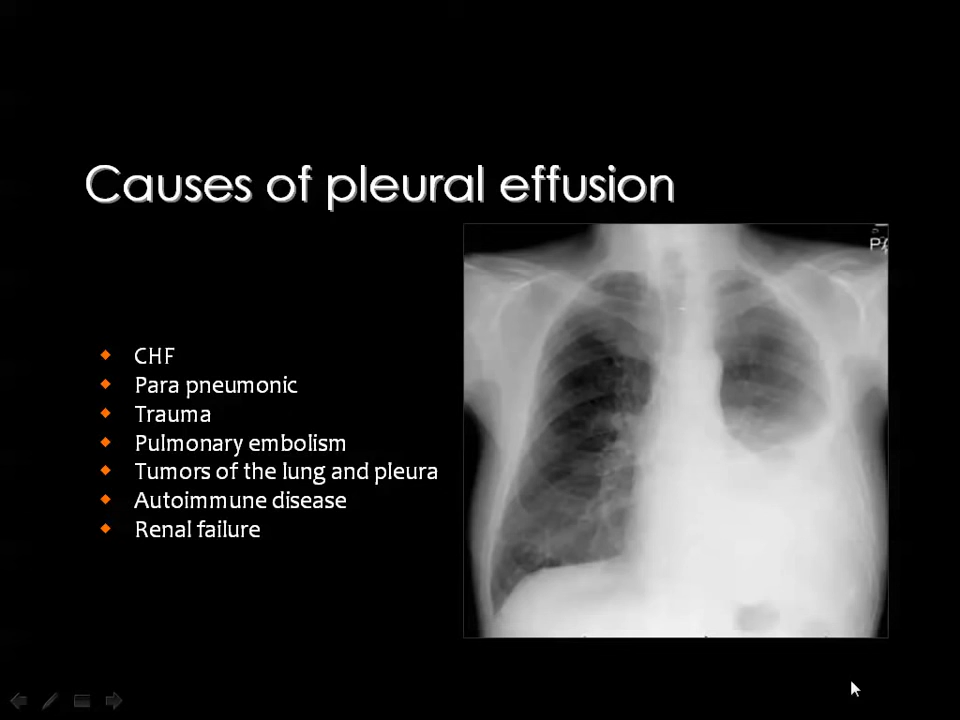 Causes of pleural effusion
CHF
Para pneumonic
Trauma
Pulmonary embolism
Tumors of the lung and pleura
Autoimmune disease
Renal failure